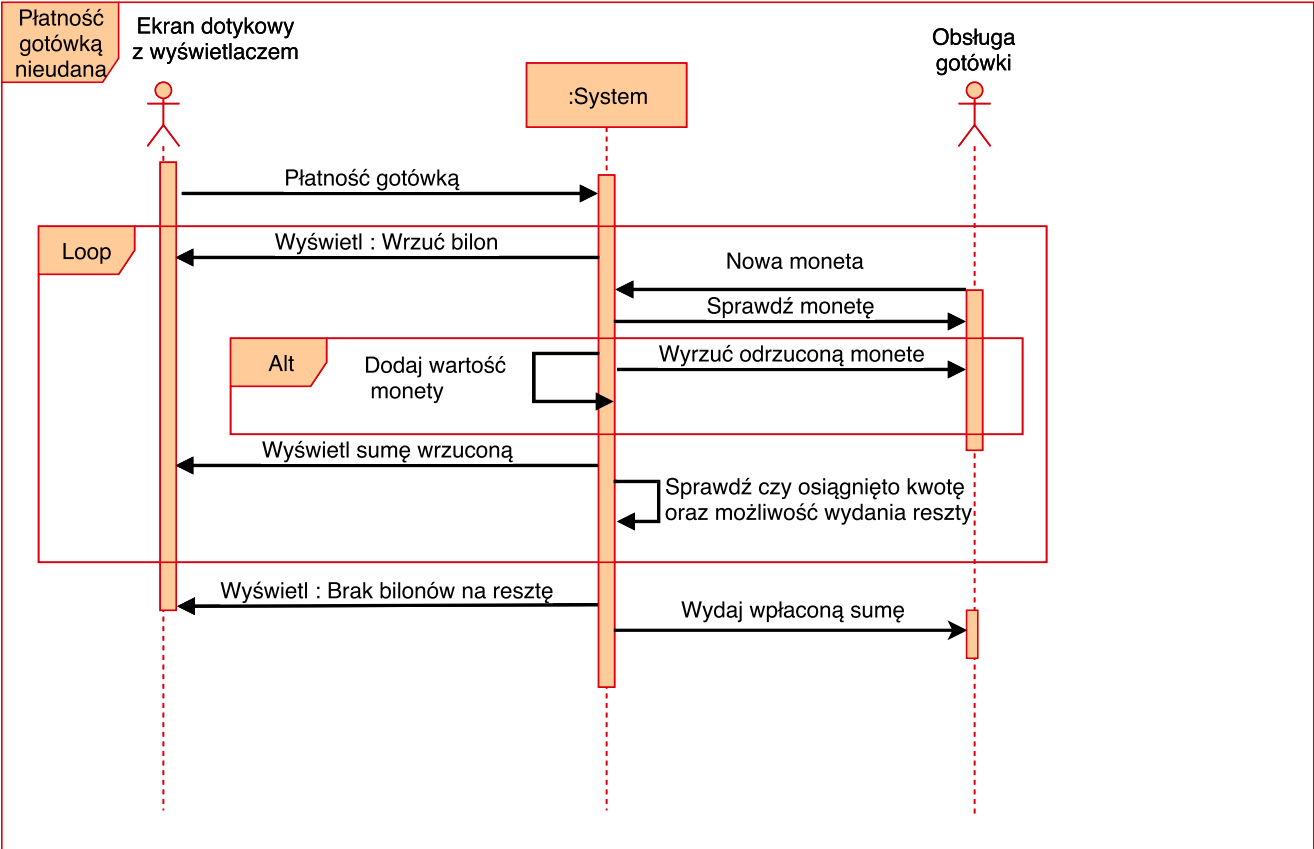 Płatność
gotówką
nieudana
Ekran dotykowy
z wyświetlaczem
:System
Obsługa
gotówki
Płatność gotówką
Loop
Wyświetl : Wrzuć bilon
Nowa moneta
Sprawdź monetę
Alt
Dodaj wartość
monety
Wyrzuć odrzuconą monete
Wyświetl sumę wrzuconą
Sprawdź czy osiągnięto kwotę
oraz możliwość wydania reszty
Wyświetl : Brak bilonów na resztę
Wydaj wpłaconą sumę